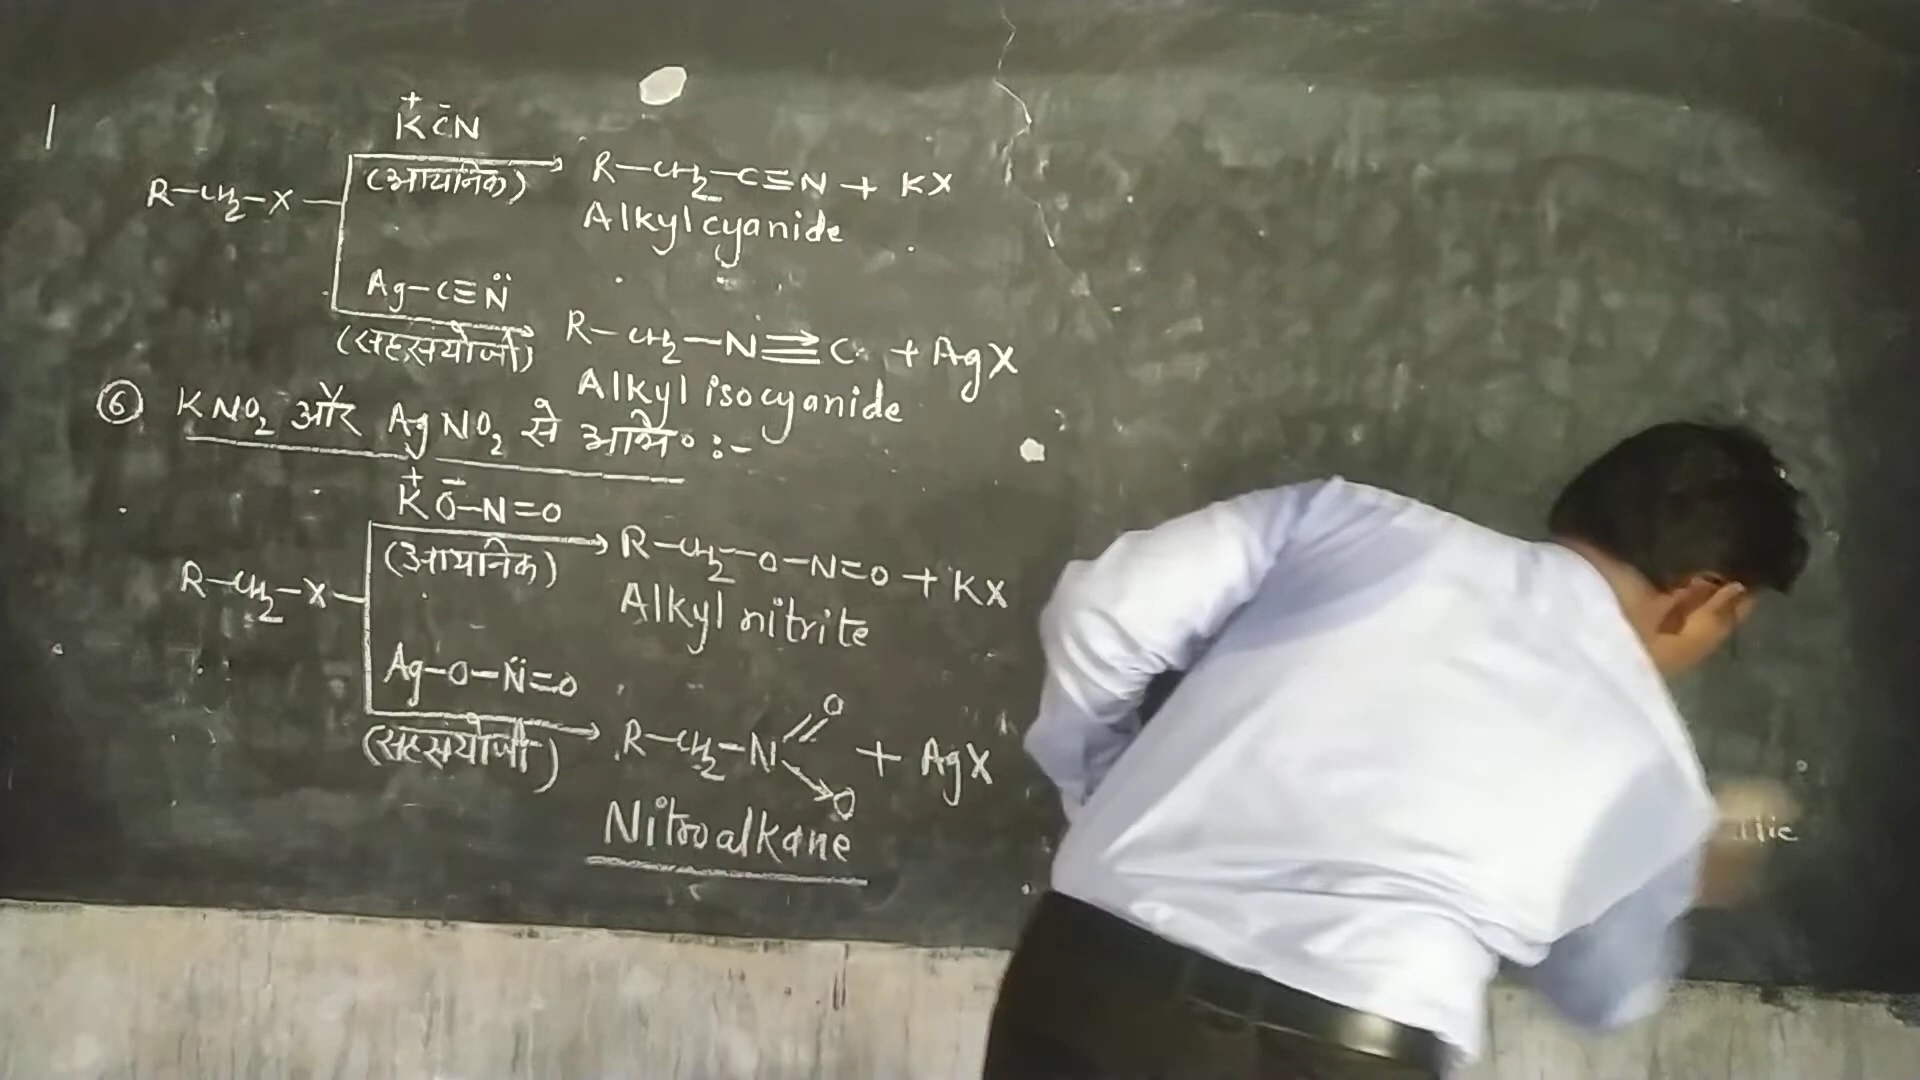 K⁺C⁻N
R-CH₂-X
(आयनिक)
R-CH₂-C≡N + KX
Alkyl cyanide
Ag-C≡N̈
(सहसंयोजी)
R-CH₂-N≡C + AgX
Alkyl isocyanide
⑥ KNO₂ और AgNO₂ से अभि० :-
K⁺O⁻-N=O
R-CH₂-X
(आयनिक)
R-CH₂-O-N=O + KX
Alkyl nitrite
Ag-O-N̈=O
(सहसंयोजी)
R-CH₂-N=O→O + AgX
Nitroalkane